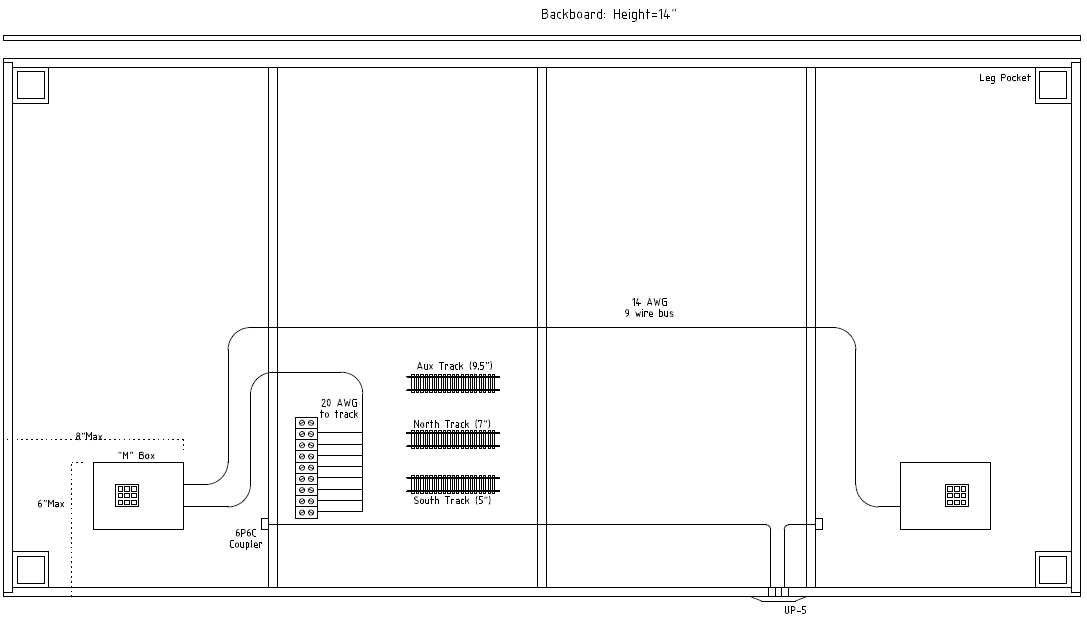 Backboard: Height=14"
Leg Pocket
14 AWG
9 wire bus
Aux Track (9.5")
20 AWG
to track
North Track (7")
8"Max
"M" Box
6"Max
South Track (5")
6P6C
Coupler
UP-5